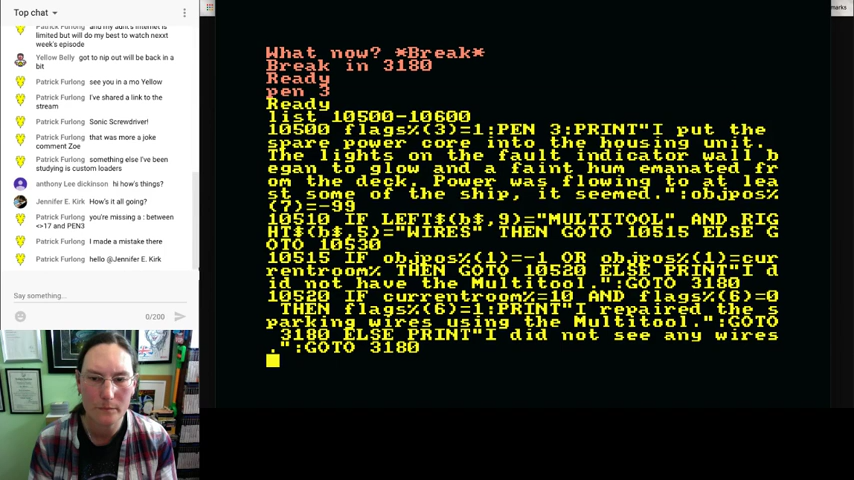 Top chat
marks
and my aunt's internet is
limited but will do my best to watch nexxt
week's episode
Yellow Belly got to nip out will be back in a
bit
Patrick Furlong see you in a mo Yellow
Patrick Furlong I've shared a link to the
stream
Patrick Furlong Sonic Screwdriver!
Patrick Furlong that was more a joke
comment Zoe
Patrick Furlong something else I've been
studying is custom loaders
anthony Lee dickinson hi how's things?
Jennifer E. Kirk How's it all going?
Patrick Furlong you're missing a : between
<>17 and PEN3
Patrick Furlong I made a mistake there
Patrick Furlong hello @Jennifer E. Kirk
Say something...
0/200
What now? *Break*
Break in 3180
Ready
pen 3
Ready
list 10500-10600
10500 flags%(3)=1:PEN 3:PRINT"I put the
spare power core into the housing unit.
The lights on the fault indicator wall b
egan to glow and a faint hum emanated fr
om the deck. Power was flowing to at lea
st some of the ship, it seemed.":objpos%
(7)=-99
10510 IF LEFT$(b$,9)="MULTITOOL" AND RIG
HT$(b$,5)="WIRES" THEN GOTO 10515 ELSE G
OTO 10530
10515 IF objpos%(1)=-1 OR objpos%(1)=cur
rentroom% THEN GOTO 10520 ELSE PRINT"I d
id not have the Multitool.":GOTO 3180
10520 IF currentroom%=10 AND flags%(6)=0
THEN flags%(6)=1:PRINT"I repaired the s
parking wires using the Multitool.":GOTO
3180 ELSE PRINT"I did not see any wires
.":GOTO 3180